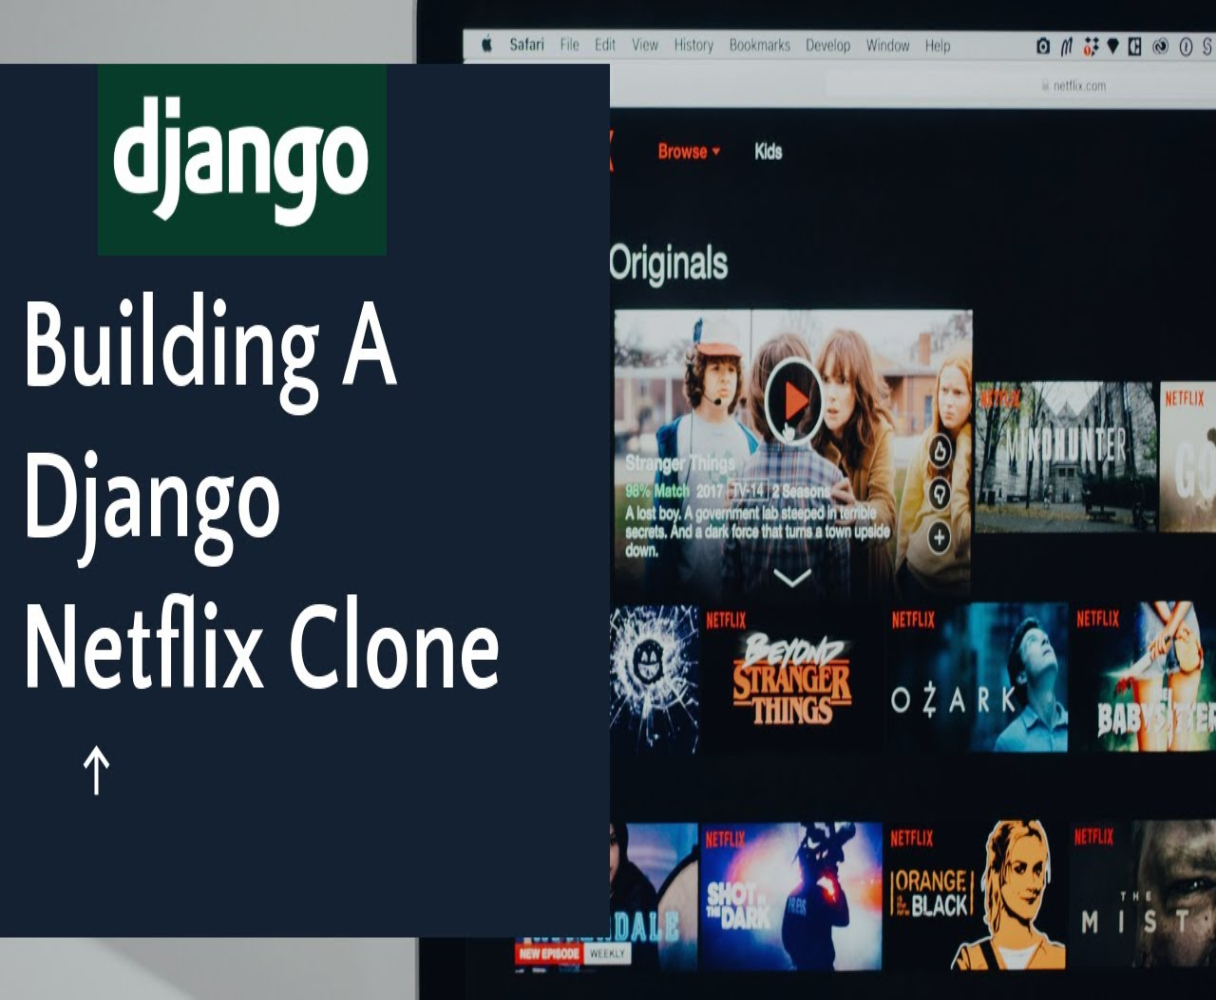 Safari File Edit View History Bookmarks Develop Window Help
netflix.com
django
Building A
Django
Netflix Clone
↑
Browse Kids
Originals
Stranger Things
98% Match 2017 TV-14 2 Seasons
A lost boy. A government lab steeped in terrible
secrets. And a dark force that turns a town upside
down.
NETFLIX
MINDHUNTER
NETFLIX
GO
NETFLIX
BEYOND
STRANGER
THINGS
NETFLIX
OZARK
NETFLIX
BABYSITTER
DALE
NEW EPISODE WEEKLY
NETFLIX
SHOT IN
THE DARK
NETFLIX
ORANGE
IS THE BLACK
NETFLIX
THE
MIST